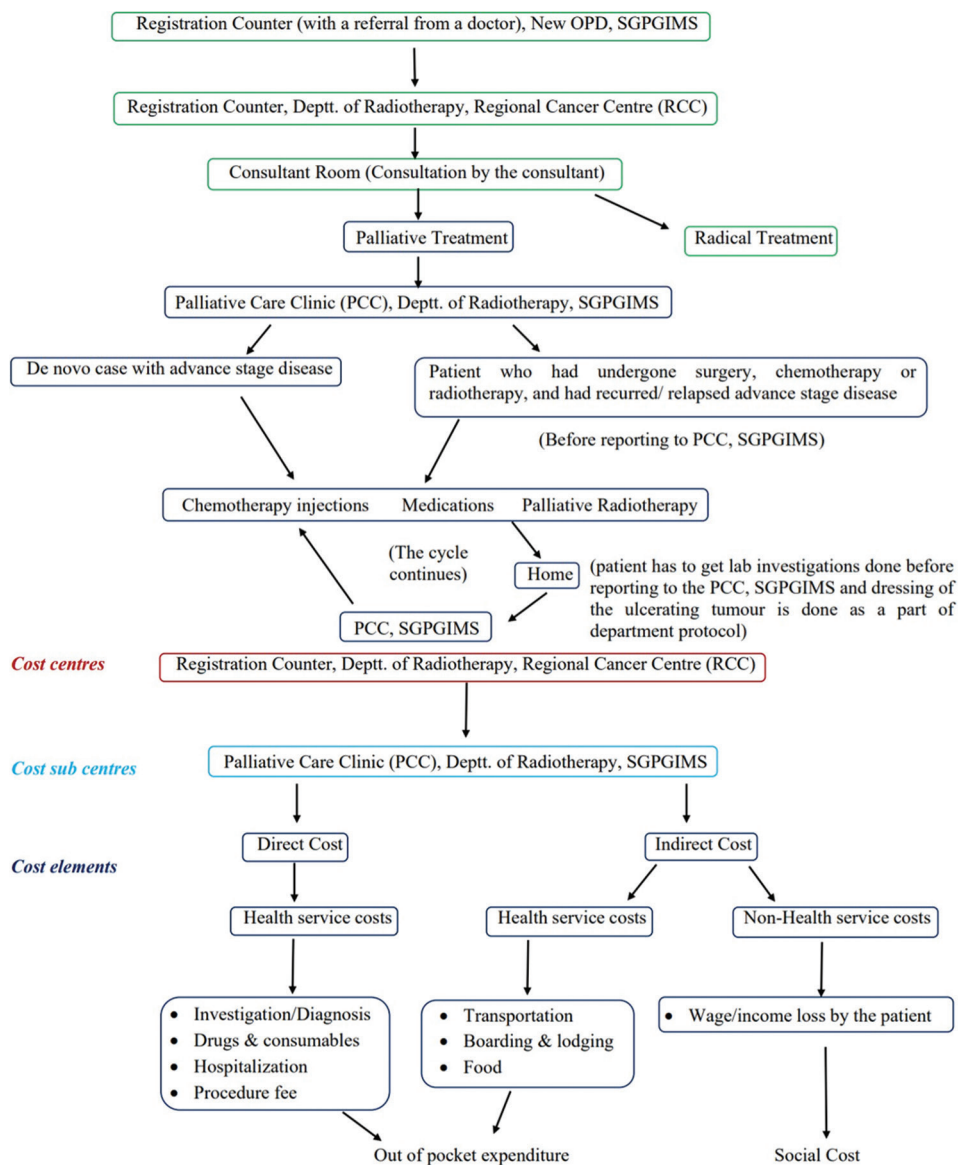 Registration Counter (with a referral from a doctor), New OPD, SGPGIMS
Registration Counter, Deptt. of Radiotherapy, Regional Cancer Centre (RCC)
Consultant Room (Consultation by the consultant)
Palliative Treatment
Radical Treatment
Palliative Care Clinic (PCC), Deptt. of Radiotherapy, SGPGIMS
De novo case with advance stage disease
Patient who had undergone surgery, chemotherapy or
radiotherapy, and had recurred/ relapsed advance stage disease
(Before reporting to PCC, SGPGIMS)
Chemotherapy injections Medications Palliative Radiotherapy
(The cycle
continues)
Home
(patient has to get lab investigations done before
reporting to the PCC, SGPGIMS and dressing of
the ulcerating tumour is done as a part of
department protocol)
PCC, SGPGIMS
Cost centres
Registration Counter, Deptt. of Radiotherapy, Regional Cancer Centre (RCC)
Cost sub centres
Palliative Care Clinic (PCC), Deptt. of Radiotherapy, SGPGIMS
Cost elements
Direct Cost
Indirect Cost
Health service costs
Health service costs
Non-Health service costs
• Investigation/Diagnosis
• Drugs & consumables
• Hospitalization
• Procedure fee
• Transportation
• Boarding & lodging
• Food
• Wage/income loss by the patient
Out of pocket expenditure
Social Cost